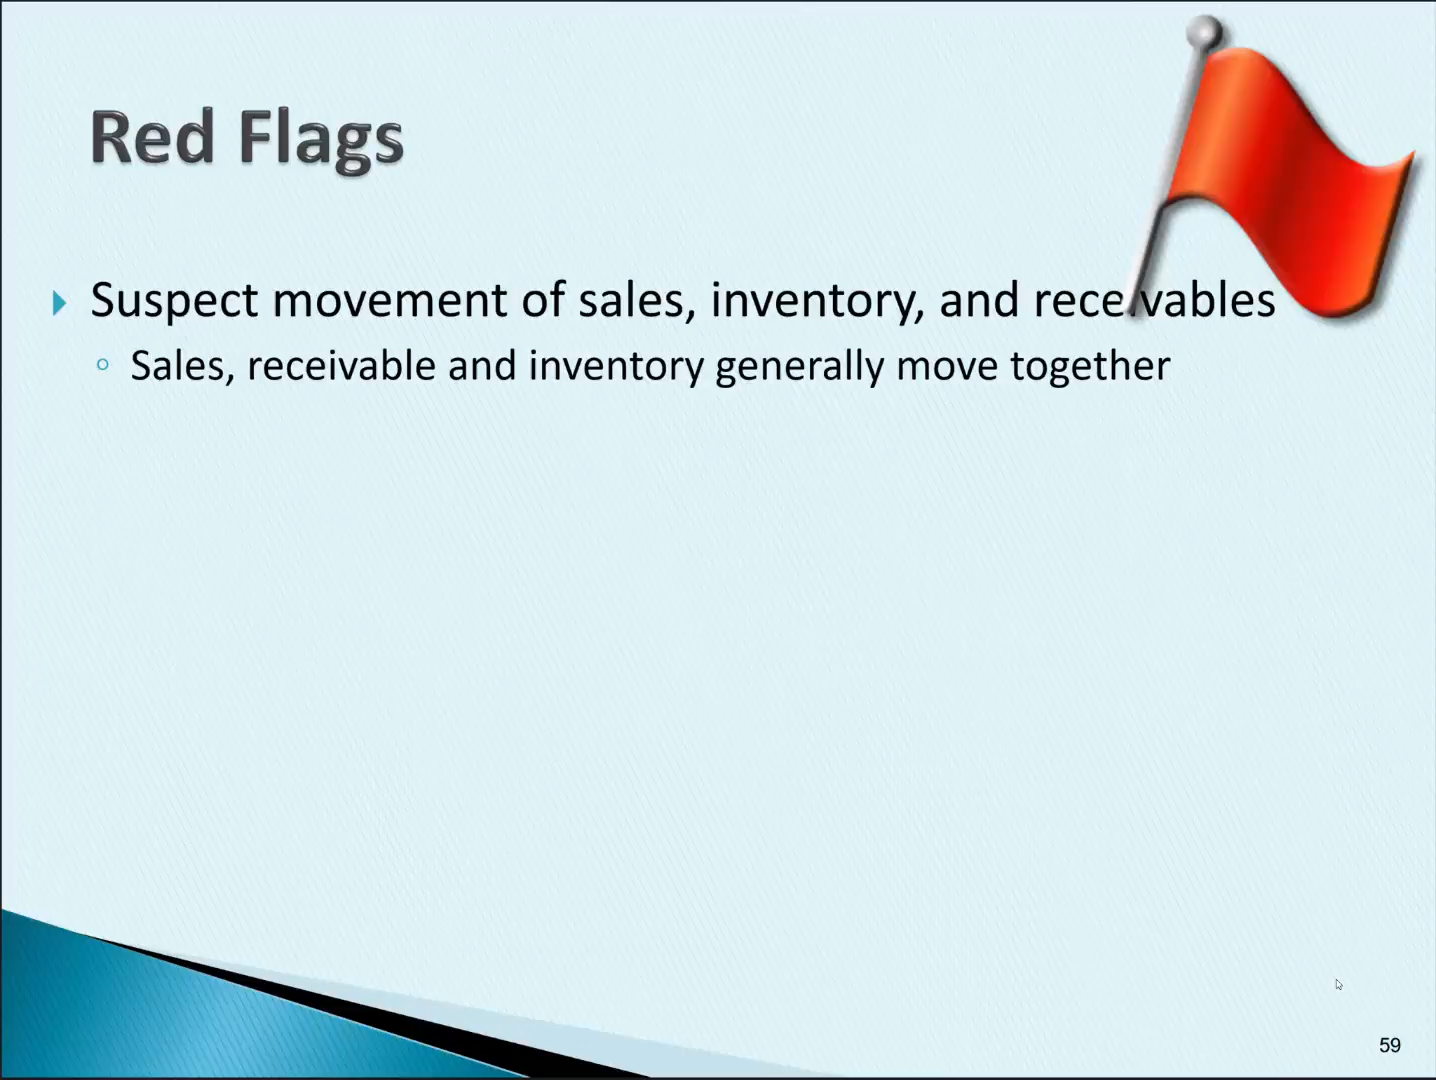 Red Flags
Suspect movement of sales, inventory, and receivables
Sales, receivable and inventory generally move together
59